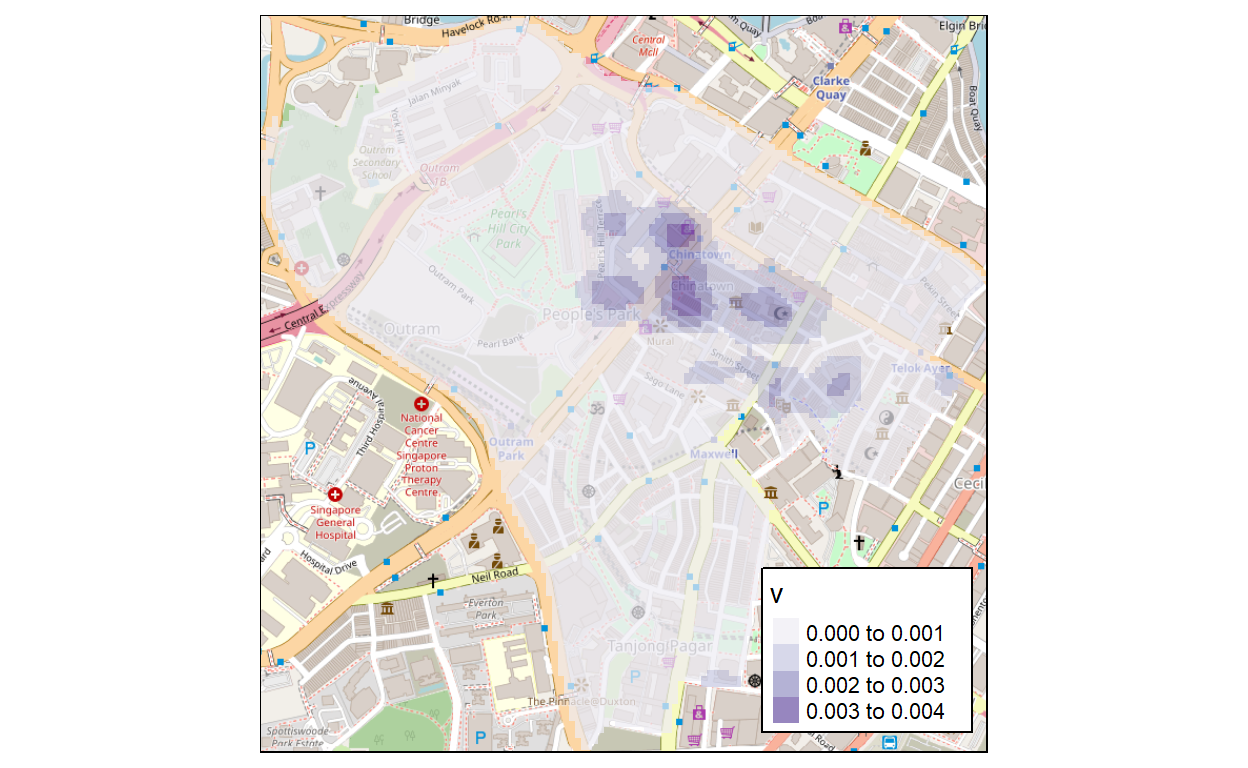 Bridge
Havelock Road
Central
Mcll
Elgin Bri
Clarke
Quay
Boat Quay
Jalan Minyak
York Hill
Outram
Secondary
School
Outram
Pearl's
Hill City
Park
Pearl's Hill Terrace
Chinatown
Chinatown
Outram Park
Expressway
Central E
People's Park
Outram
Pearl Bank
Mural
Smith Street
Sago Lane
Pekin Street
Telok Ayer
Third Hospital
Avenue
National
Cancer
Centre
Singapore
Proton
Therapy
Centre
P
Outram
Park
Maxwell
Cecil
Singapore
General
Hospital
P
Hospital Drive
Neil Road
Everton
Park
Tanjong Pagar
P
The Pinnacle@Duxton
Spottiswoode
Park Estate
P
Road
v
0.000 to 0.001
0.001 to 0.002
0.002 to 0.003
0.003 to 0.004